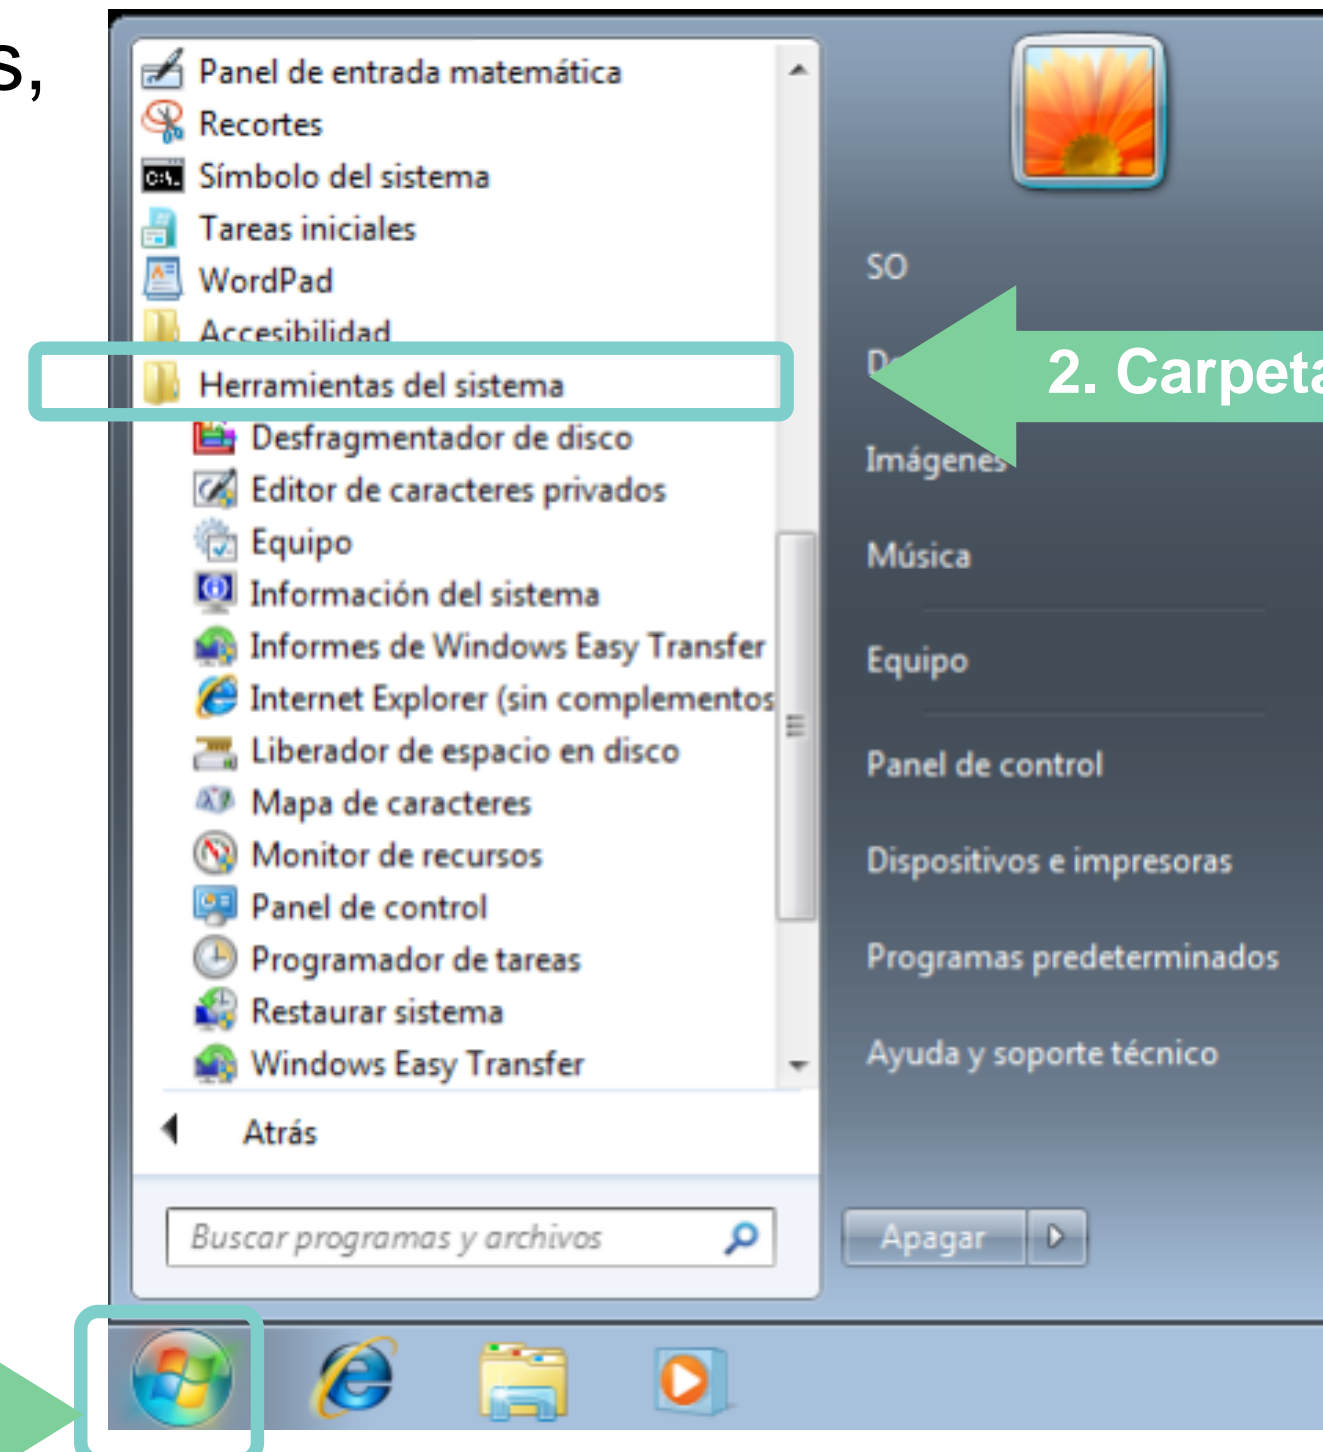 s,
Panel de entrada matemática
Recortes
Símbolo del sistema
Tareas iniciales
WordPad
Accesibilidad
Herramientas del sistema
Desfragmentador de disco
Editor de caracteres privados
Equipo
Información del sistema
Informes de Windows Easy Transfer
Internet Explorer (sin complementos
Liberador de espacio en disco
Mapa de caracteres
Monitor de recursos
Panel de control
Programador de tareas
Restaurar sistema
Windows Easy Transfer
Atrás
Buscar programas y archivos
SO
2. Carpeta
Imágenes
Música
Equipo
Panel de control
Dispositivos e impresoras
Programas predeterminados
Ayuda y soporte técnico
Apagar